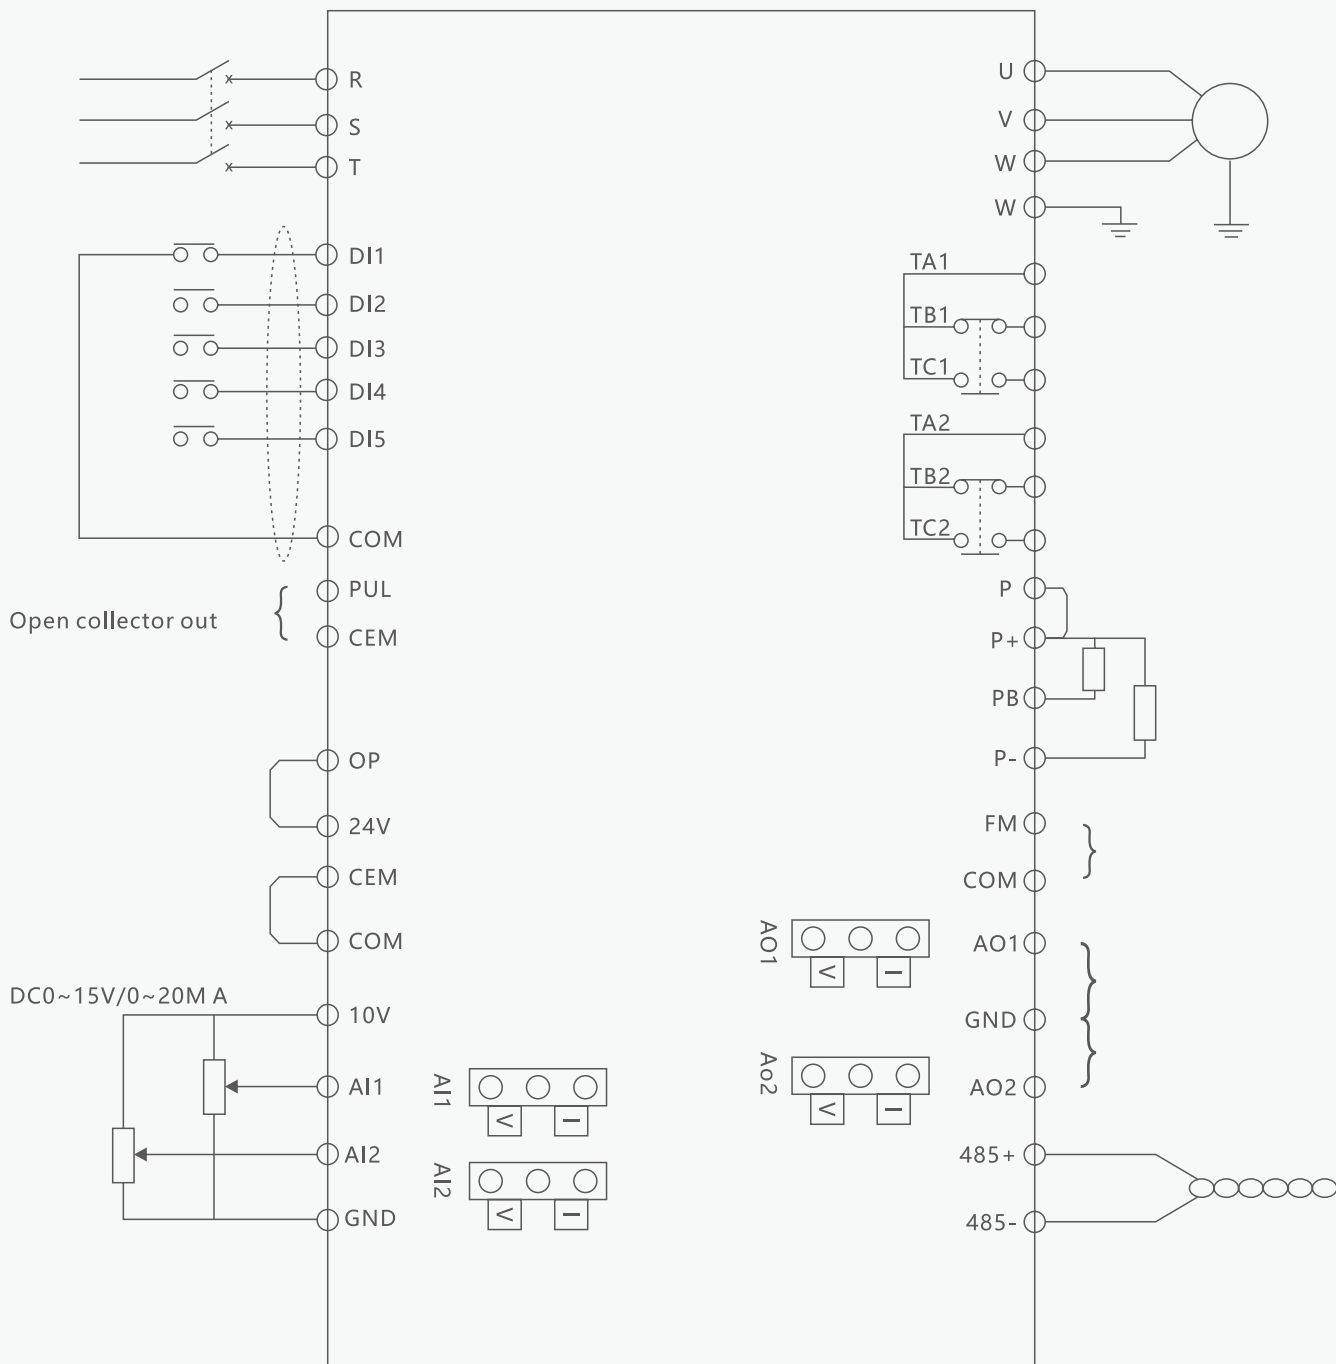 R
S
T
DI1
DI2
DI3
DI4
DI5
COM
PUL
Open collector out
CEM
OP
24V
CEM
COM
DC0~15V/0~20M A
10V
AI1
AI2
GND
AI1
V
I
AI2
V
I
U
V
W
W
TA1
TB1
TC1
TA2
TB2
TC2
P
P+
PB
P-
FM
COM
AO1
V
I
AO1
GND
Ao2
V
I
AO2
485+
485-